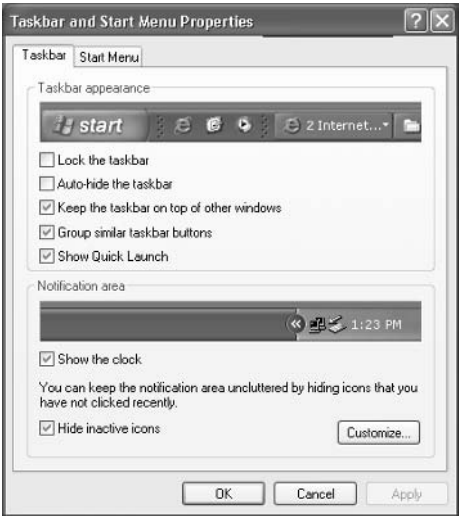 Taskbar and Start Menu Properties
Taskbar Start Menu
Taskbar appearance
start 2 Internet...
Lock the taskbar
Auto-hide the taskbar
Keep the taskbar on top of other windows
Group similar taskbar buttons
Show Quick Launch
Notification area
1:23 PM
Show the clock
You can keep the notification area uncluttered by hiding icons that you
have not clicked recently.
Hide inactive icons Customize...
OK Cancel Apply